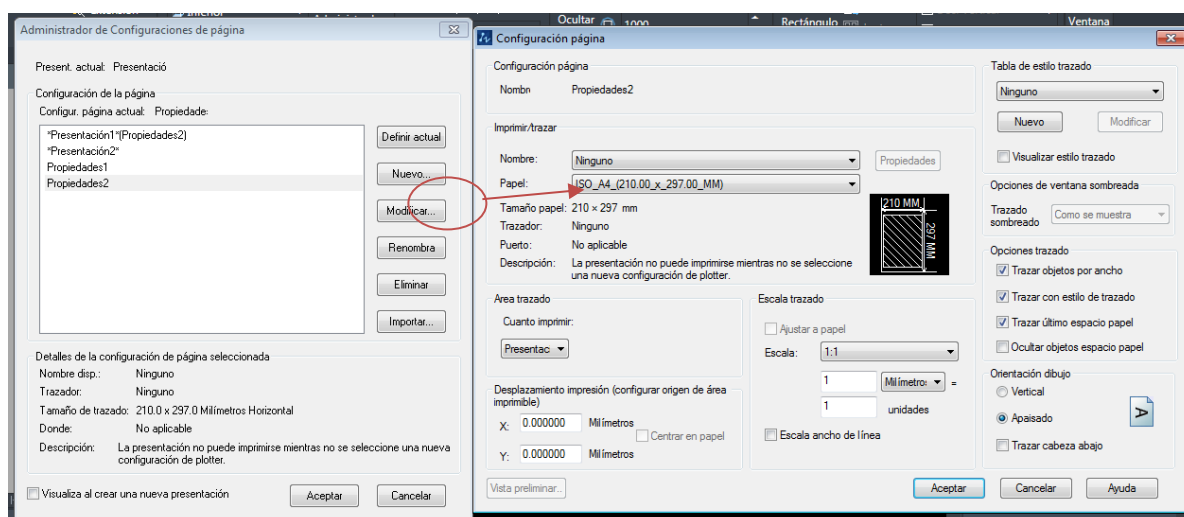 Ocultar
1000
Rectángulo
Ventana
Administrador de Configuraciones de página
Present. actual: Presentació
Configuración de la página
Configur. página actual: Propiedade:
*Presentación1*(Propiedades2)
*Presentación2*
Propiedades1
Propiedades2
Definir actual
Nuevo...
Modificar...
Renombra
Eliminar
Importar...
Detalles de la configuración de página seleccionada
Nombre disp.: Ninguno
Trazador: Ninguno
Tamaño de trazado: 210.0 x 297.0 Milímetros Horizontal
Donde: No aplicable
Descripción: La presentación no puede imprimirse mientras no se seleccione una nueva
configuración de plotter.
Visualiza al crear una nueva presentación
Aceptar
Cancelar
Configuración página
Configuración página
Nombre Propiedades2
Imprimir/trazar
Nombre: Ninguno
Propiedades
Papel: ISO_A4_(210.00_x_297.00_MM)
Tamaño papel: 210 × 297 mm
Trazador: Ninguno
Puerto: No aplicable
Descripción: La presentación no puede imprimirse mientras no se seleccione
una nueva configuración de plotter.
210 MM
297 MM
Area trazado
Cuanto imprimir:
Presentac
Desplazamiento impresión (configurar origen de área
imprimible)
X: 0.000000 Milímetros
Centrar en papel
Y: 0.000000 Milímetros
Escala trazado
Ajustar a papel
Escala: 1:1
1 Milímetro: =
1 unidades
Escala ancho de línea
Tabla de estilo trazado
Ninguno
Nuevo
Modificar
Visualizar estilo trazado
Opciones de ventana sombreada
Trazado
sombreado
Como se muestra
Opciones trazado
Trazar objetos por ancho
Trazar con estilo de trazado
Trazar último espacio papel
Ocultar objetos espacio papel
Orientación dibujo
Vertical
Apaisado
A
Trazar cabeza abajo
Vista preliminar..
Aceptar
Cancelar
Ayuda